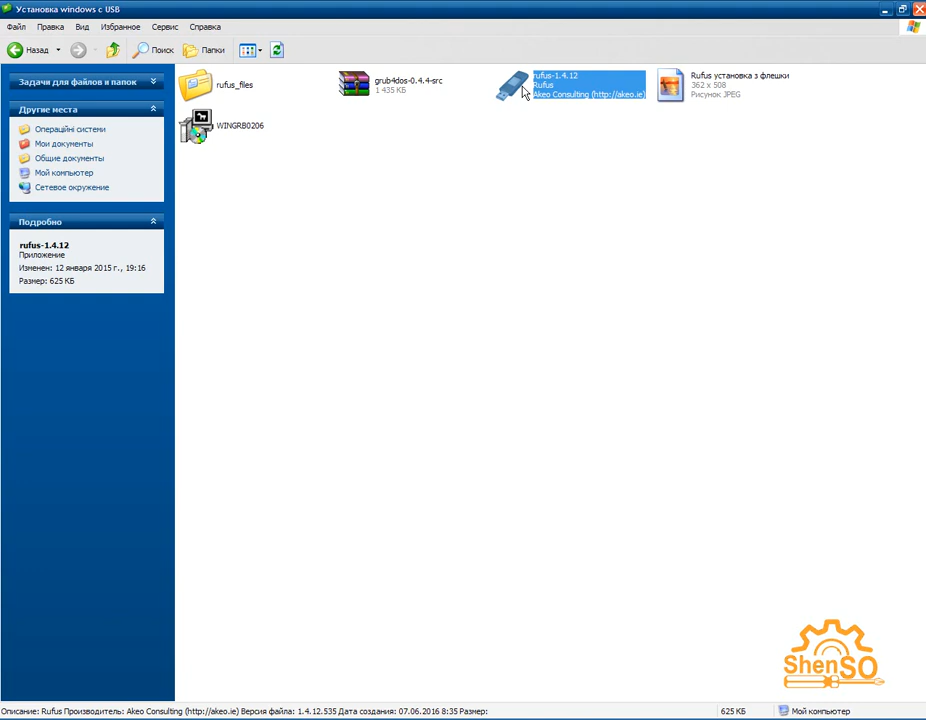 Установка windows с USB
Файл Правка Вид Избранное Сервис Справка
Назад Поиск Папки
Задачи для файлов и папок
Другие места
Операційні системи
Мои документы
Общие документы
Мой компьютер
Сетевое окружение
Подробно
rufus-1.4.12
Приложение
Изменен: 12 января 2015 г., 19:16
Размер: 625 КБ
rufus_files
grub4dos-0.4.4-src
1 435 КБ
rufus-1.4.12
Rufus
Akeo Consulting (http://akeo.ie)
Rufus установка з флешки
362 x 508
Рисунок JPEG
WINGRB0206
ShenSO
Описание: Rufus Производитель: Akeo Consulting (http://akeo.ie) Версия файла: 1.4.12.535 Дата создания: 07.06.2016 8:35 Размер: 625 КБ Мой компьютер